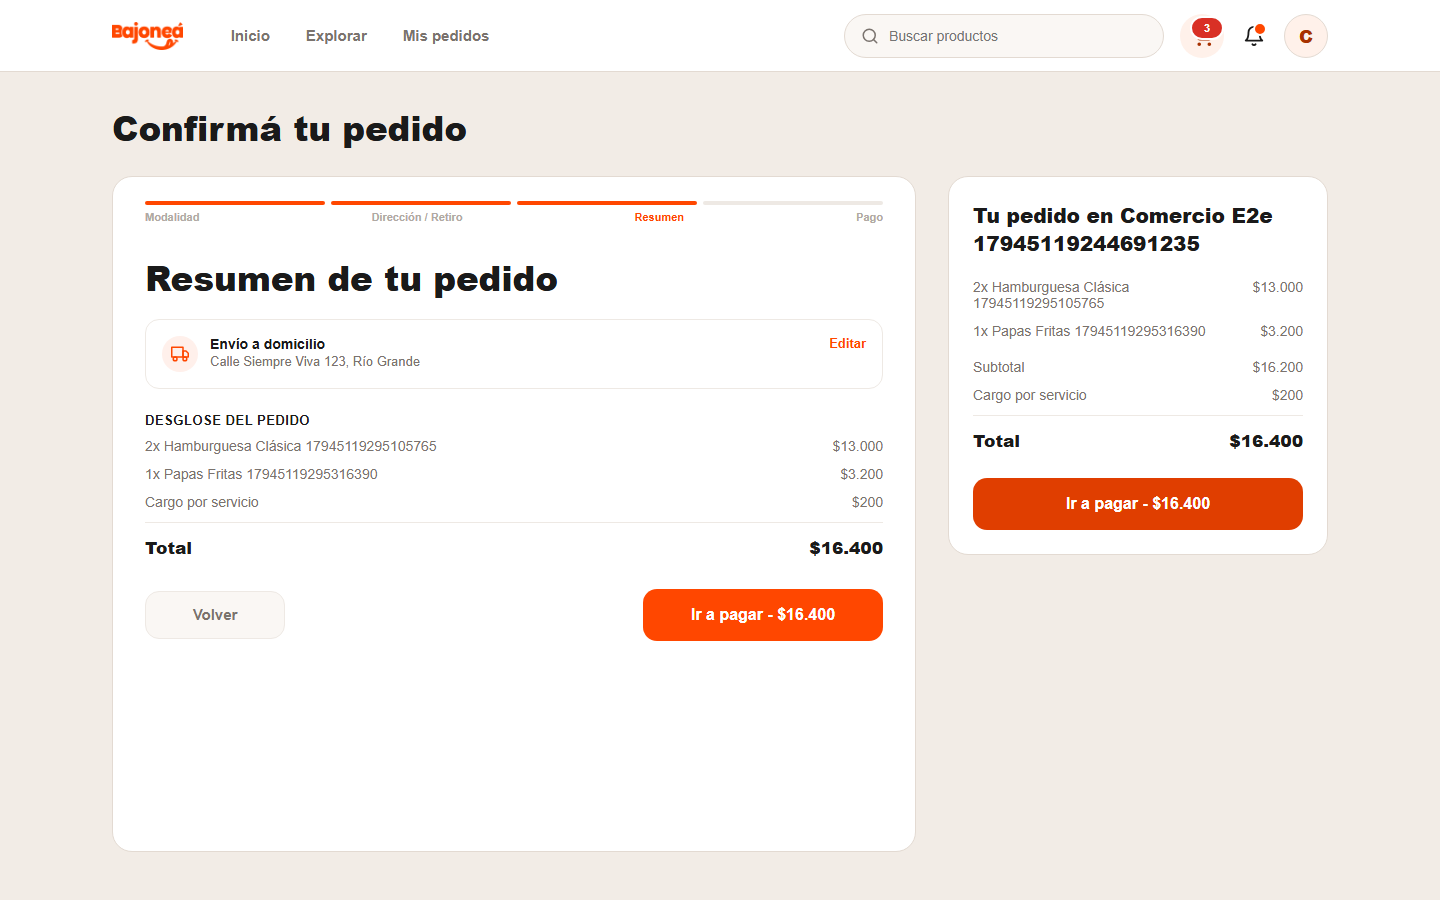 Bajoneá
Inicio
Explorar
Mis pedidos
Buscar productos
3
C
Confirmá tu pedido
Modalidad
Dirección / Retiro
Resumen
Pago
Resumen de tu pedido
Envío a domicilio
Calle Siempre Viva 123, Río Grande
Editar
DESGLOSE DEL PEDIDO
2x Hamburguesa Clásica 17945119295105765 $13.000
1x Papas Fritas 17945119295316390 $3.200
Cargo por servicio $200
Total $16.400
Volver
Ir a pagar - $16.400
Tu pedido en Comercio E2e
17945119244691235
2x Hamburguesa Clásica $13.000
17945119295105765
1x Papas Fritas 17945119295316390 $3.200
Subtotal $16.200
Cargo por servicio $200
Total $16.400
Ir a pagar - $16.400